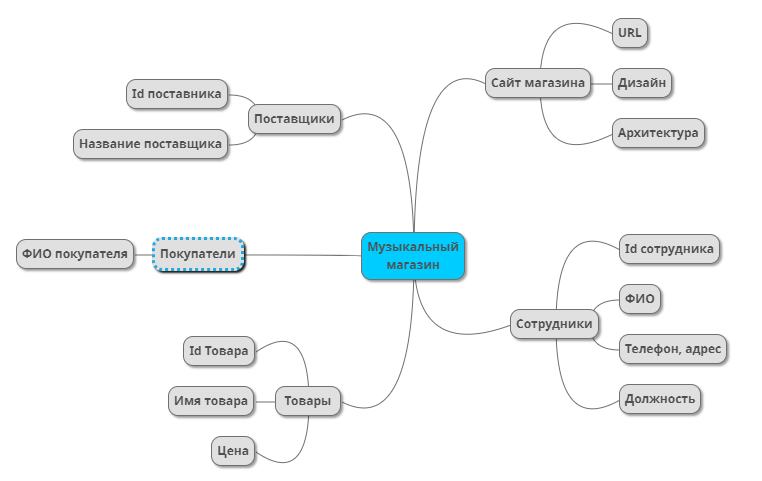 URL
Сайт магазина
Дизайн
Архитектура
Id поставника
Поставщики
Название поставщика
Музыкальный
магазин
ФИО покупателя
Покупатели
Id сотрудника
ФИО
Сотрудники
Телефон, адрес
Должность
Id Товара
Имя товара
Товары
Цена